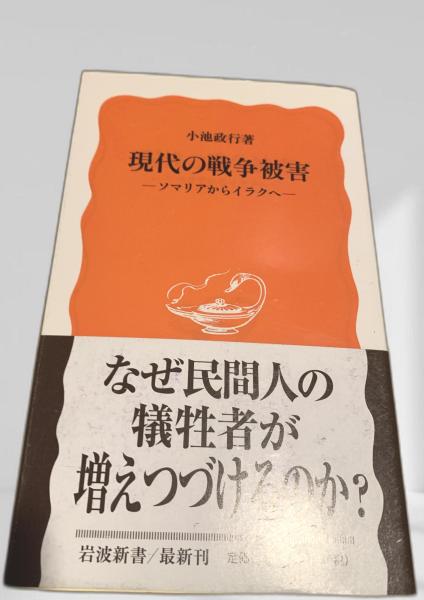 小池政行著
現代の戦争被害
―ソマリアからイラクへ―
なぜ民間人の
犠牲者が
増えつづけるのか?
岩波新書/最新刊 定価